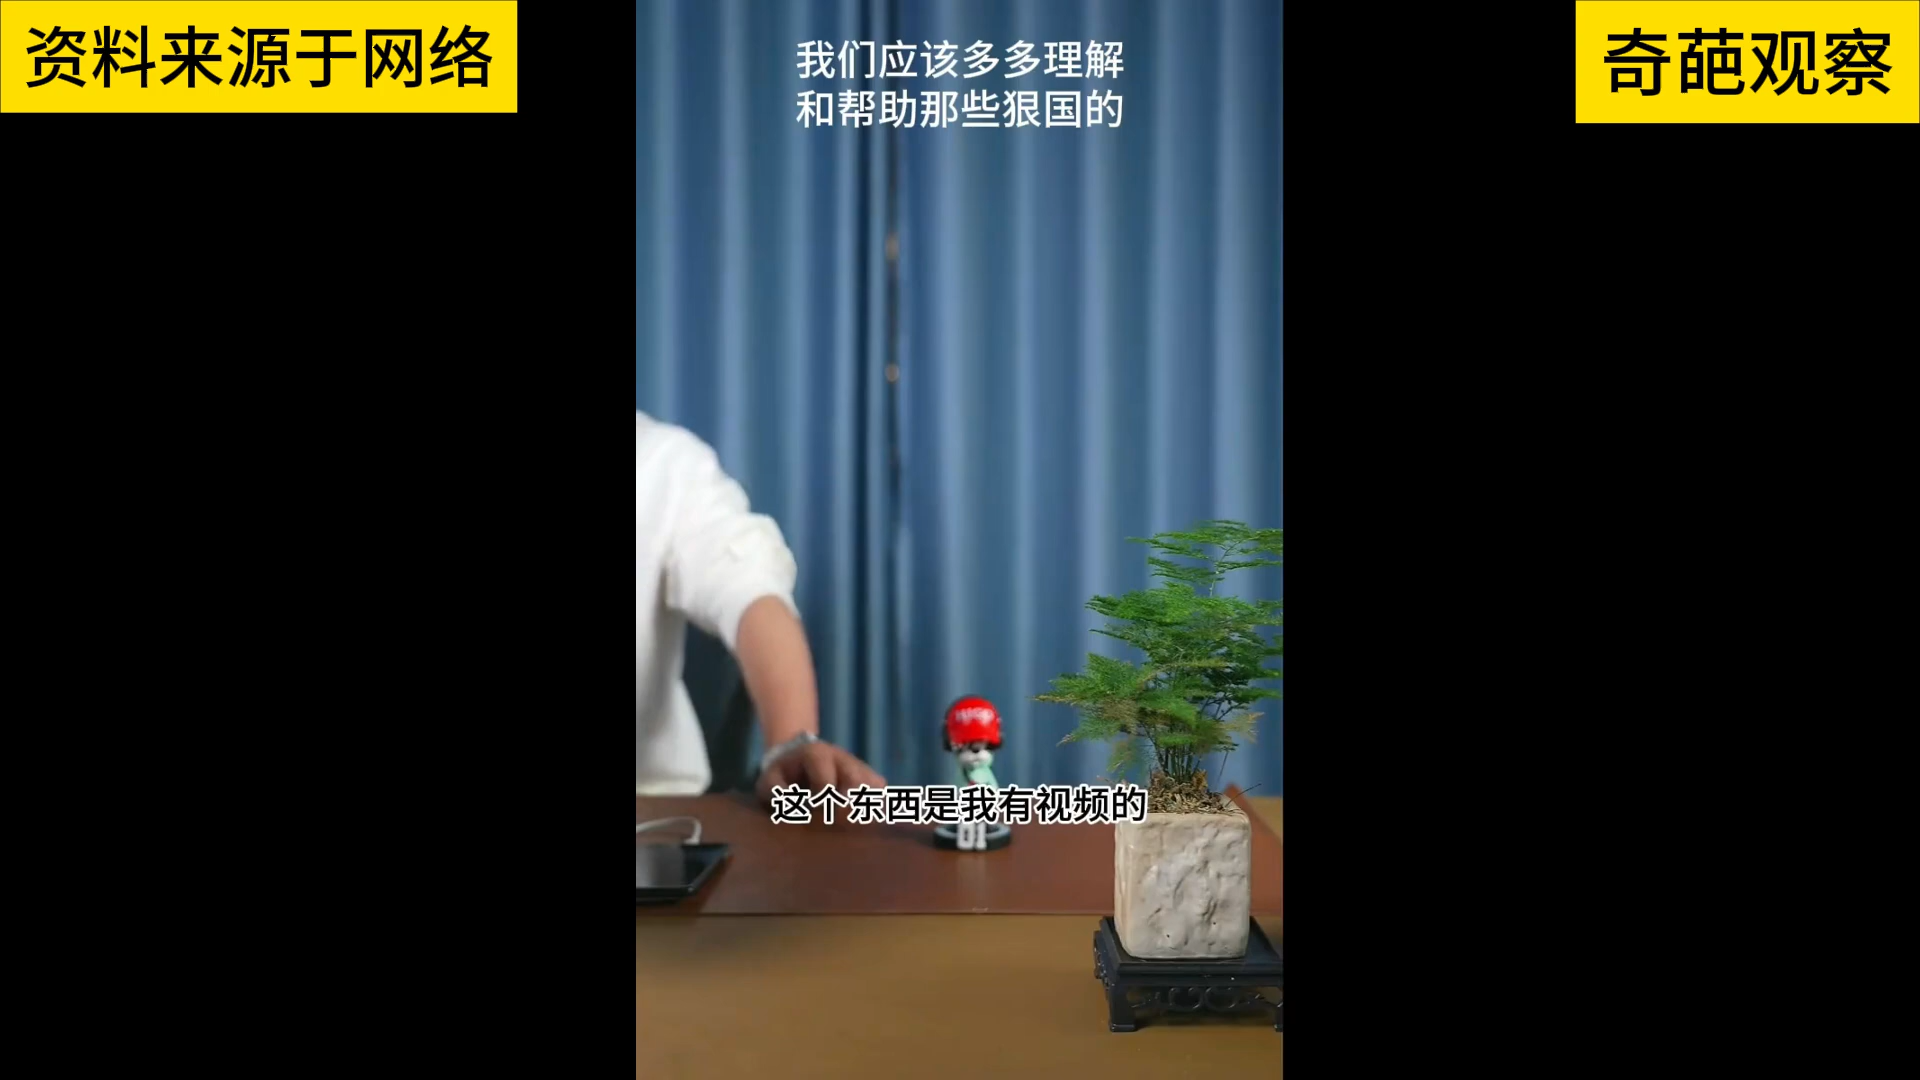 资料来源于网络
奇葩观察
我们应该多多理解
和帮助那些狠国的
这个东西是我有视频的
01